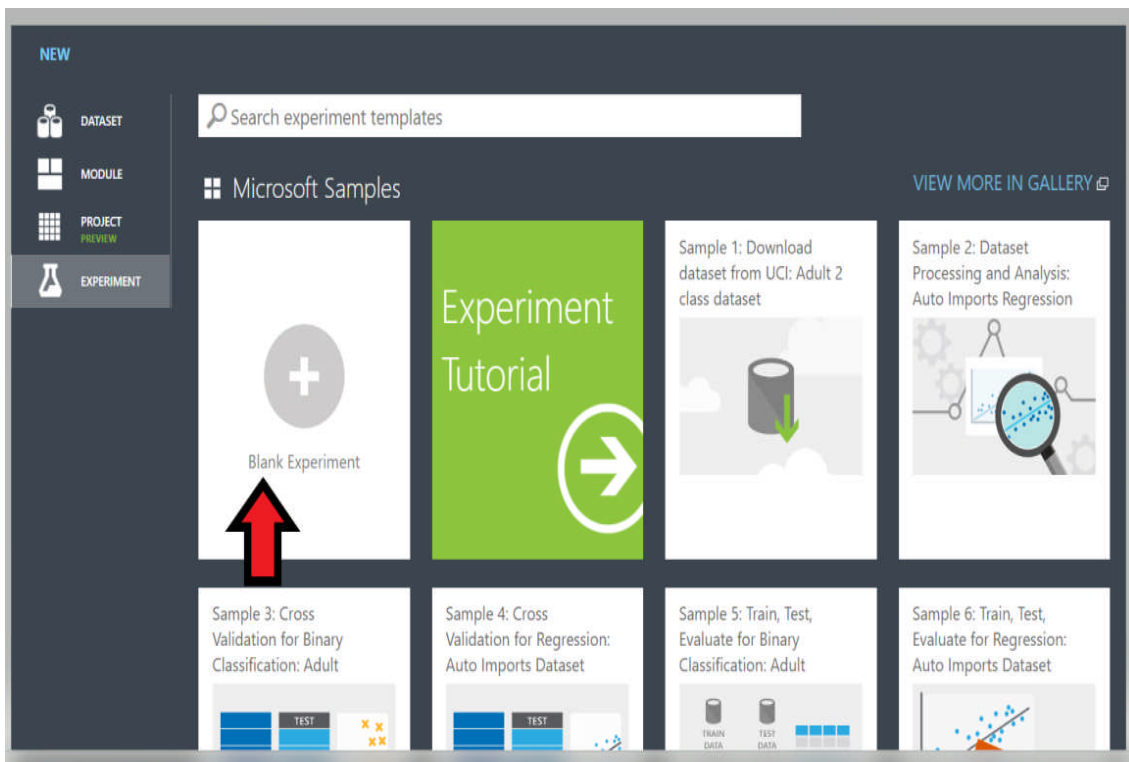 NEW
DATASET
MODULE
PROJECT
PREVIEW
EXPERIMENT
Search experiment templates
Microsoft Samples
VIEW MORE IN GALLERY
Blank Experiment
Experiment
Tutorial
Sample 1: Download
dataset from UCI: Adult 2
class dataset
Sample 2: Dataset
Processing and Analysis:
Auto Imports Regression
Sample 3: Cross
Validation for Binary
Classification: Adult
TEST
Sample 4: Cross
Validation for Regression:
Auto Imports Dataset
TEST
Sample 5: Train, Test,
Evaluate for Binary
Classification: Adult
TRAIN
DATA
TEST
DATA
Sample 6: Train, Test,
Evaluate for Regression:
Auto Imports Dataset